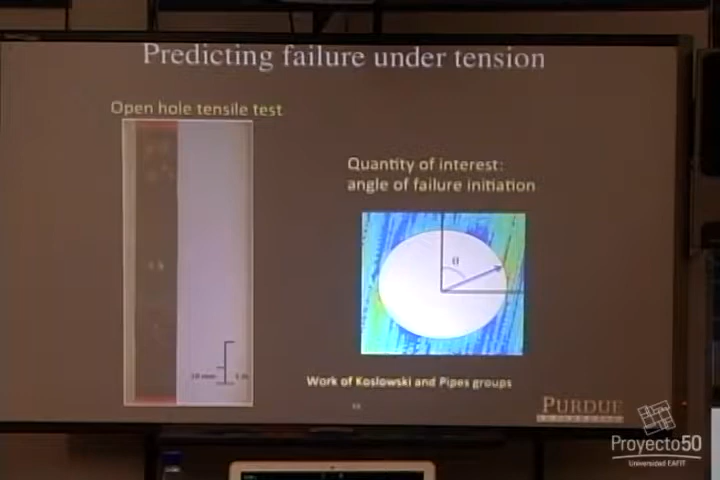 Predicting failure under tension
Open hole tensile test
Quantity of interest:
angle of failure initiation
θ
Work of Koslowski and Pipes groups
PURDUE
Proyecto50
Universidad EAFIT